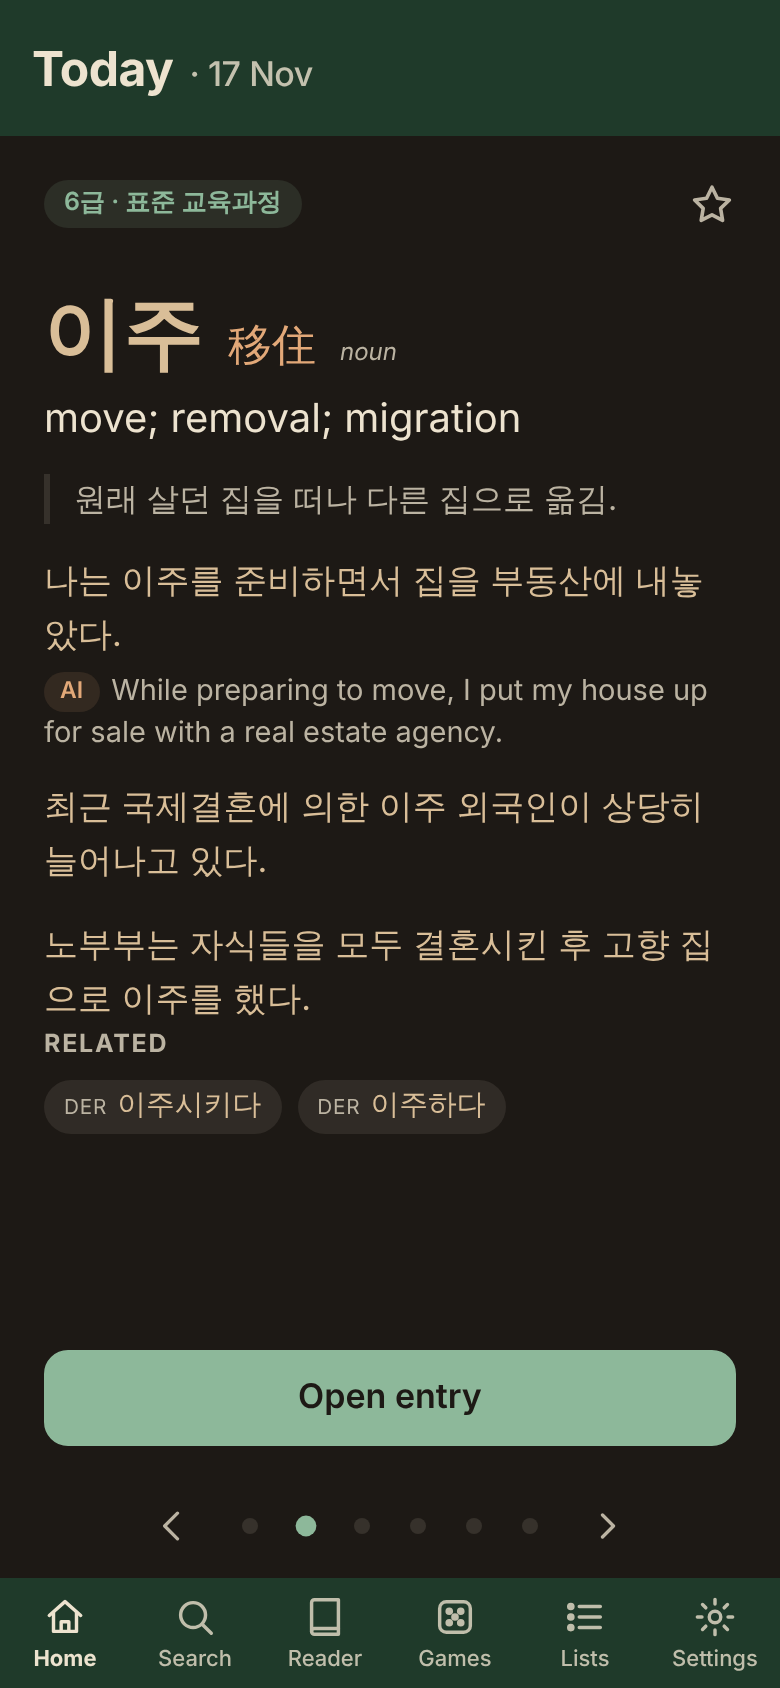 Today · 17 Nov
6급 · 표준 교육과정
이주 移住 noun
move; removal; migration
원래 살던 집을 떠나 다른 집으로 옮김.
나는 이주를 준비하면서 집을 부동산에 내놓
았다.
AI While preparing to move, I put my house up
for sale with a real estate agency.
최근 국제결혼에 의한 이주 외국인이 상당히
늘어나고 있다.
노부부는 자식들을 모두 결혼시킨 후 고향 집
으로 이주를 했다.
RELATED
DER 이주시키다 DER 이주하다
Open entry
Home Search Reader Games Lists Settings